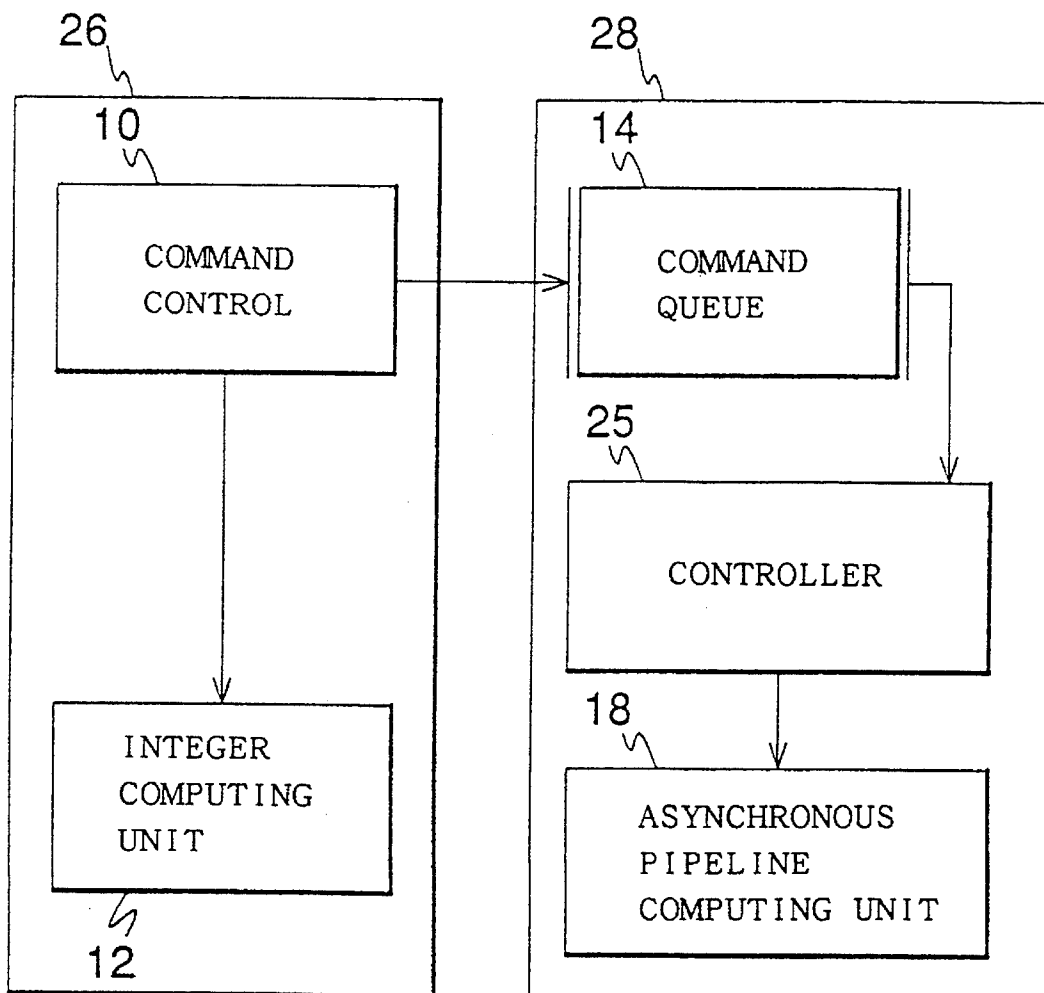 26
28
10
14
COMMAND
CONTROL
COMMAND
QUEUE
25
CONTROLLER
18
INTEGER
COMPUTING
UNIT
ASYNCHRONOUS
PIPELINE
COMPUTING UNIT
12